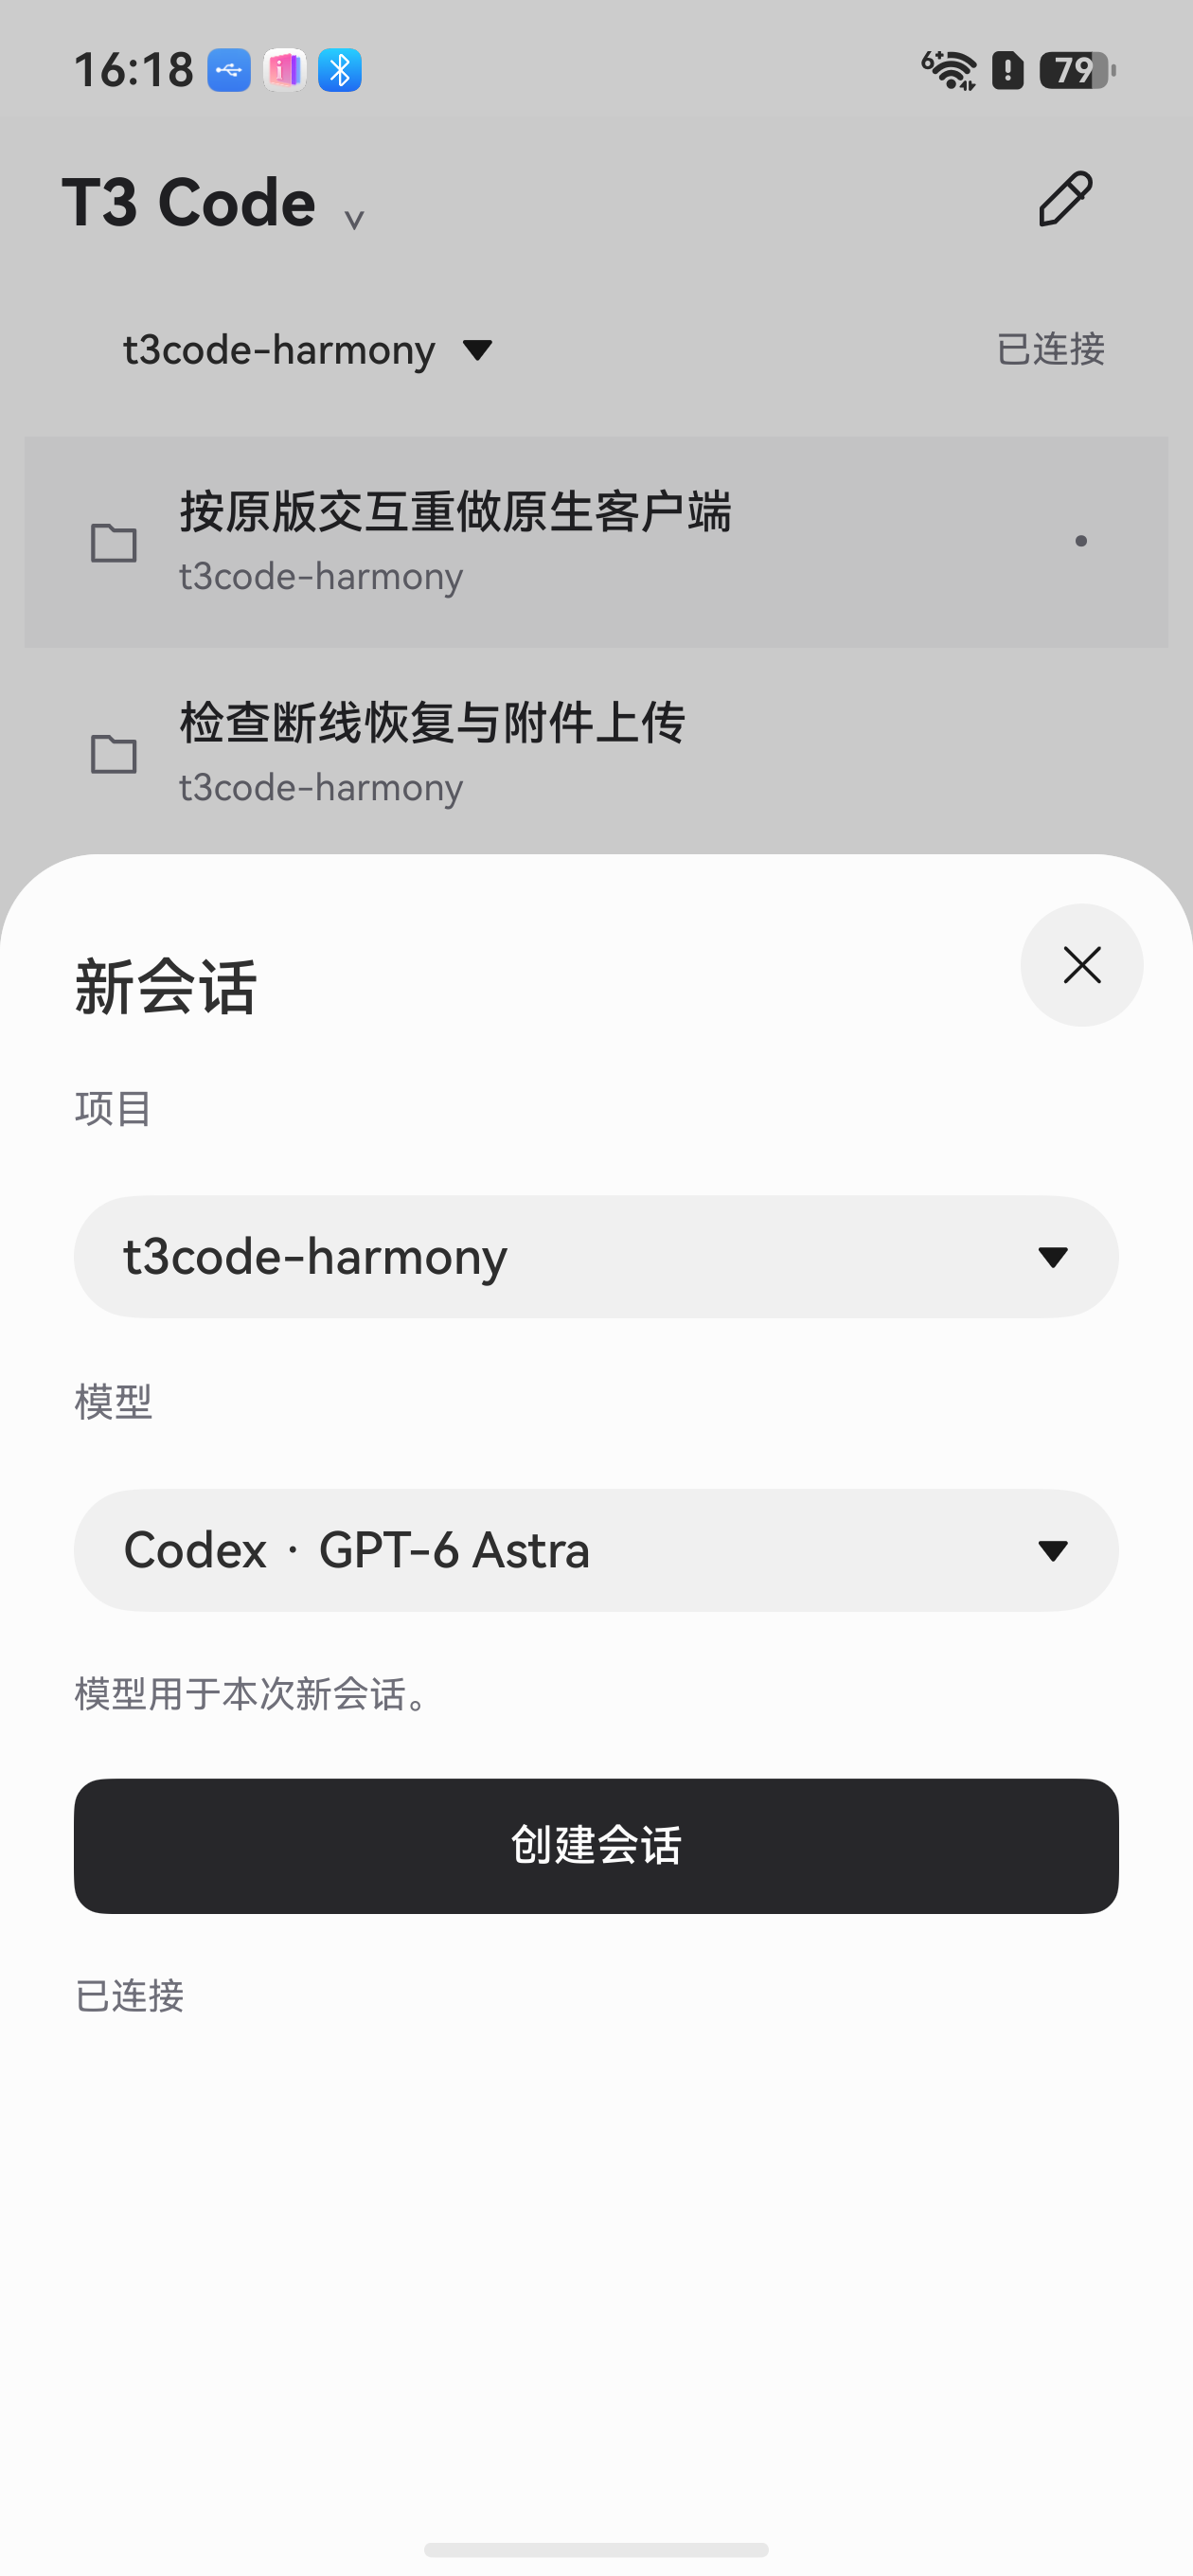 16:18
79
T3 Code
t3code-harmony
已连接
按原版交互重做原生客户端
t3code-harmony
检查断线恢复与附件上传
t3code-harmony
新会话
项目
t3code-harmony
模型
Codex · GPT-6 Astra
模型用于本次新会话。
创建会话
已连接